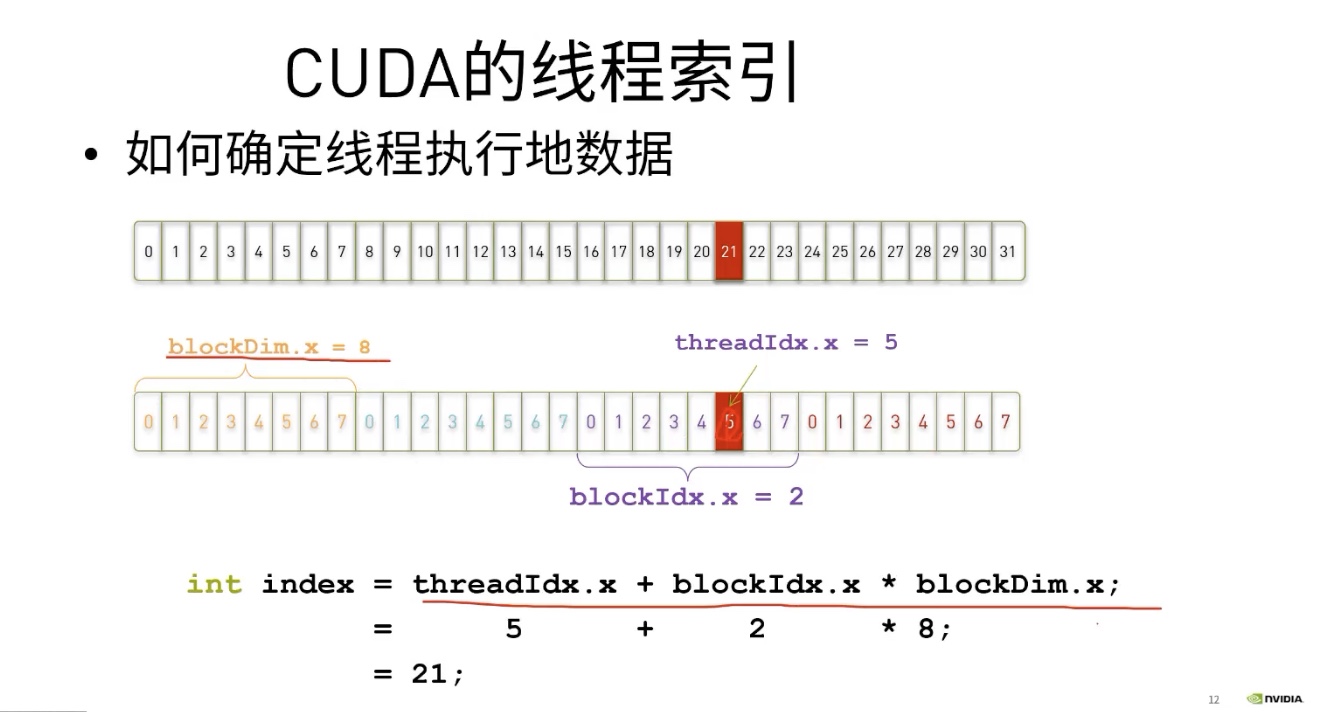 CUDA的线程索引
• 如何确定线程执行地数据
0 1 2 3 4 5 6 7 8 9 10 11 12 13 14 15 16 17 18 19 20 21 22 23 24 25 26 27 28 29 30 31
blockDim.x = 8
threadIdx.x = 5
0 1 2 3 4 5 6 7 0 1 2 3 4 5 6 7 0 1 2 3 4 5 6 7 0 1 2 3 4 5 6 7
blockIdx.x = 2
int index = threadIdx.x + blockIdx.x * blockDim.x;
= 5 + 2 * 8;
= 21;
12 NVIDIA